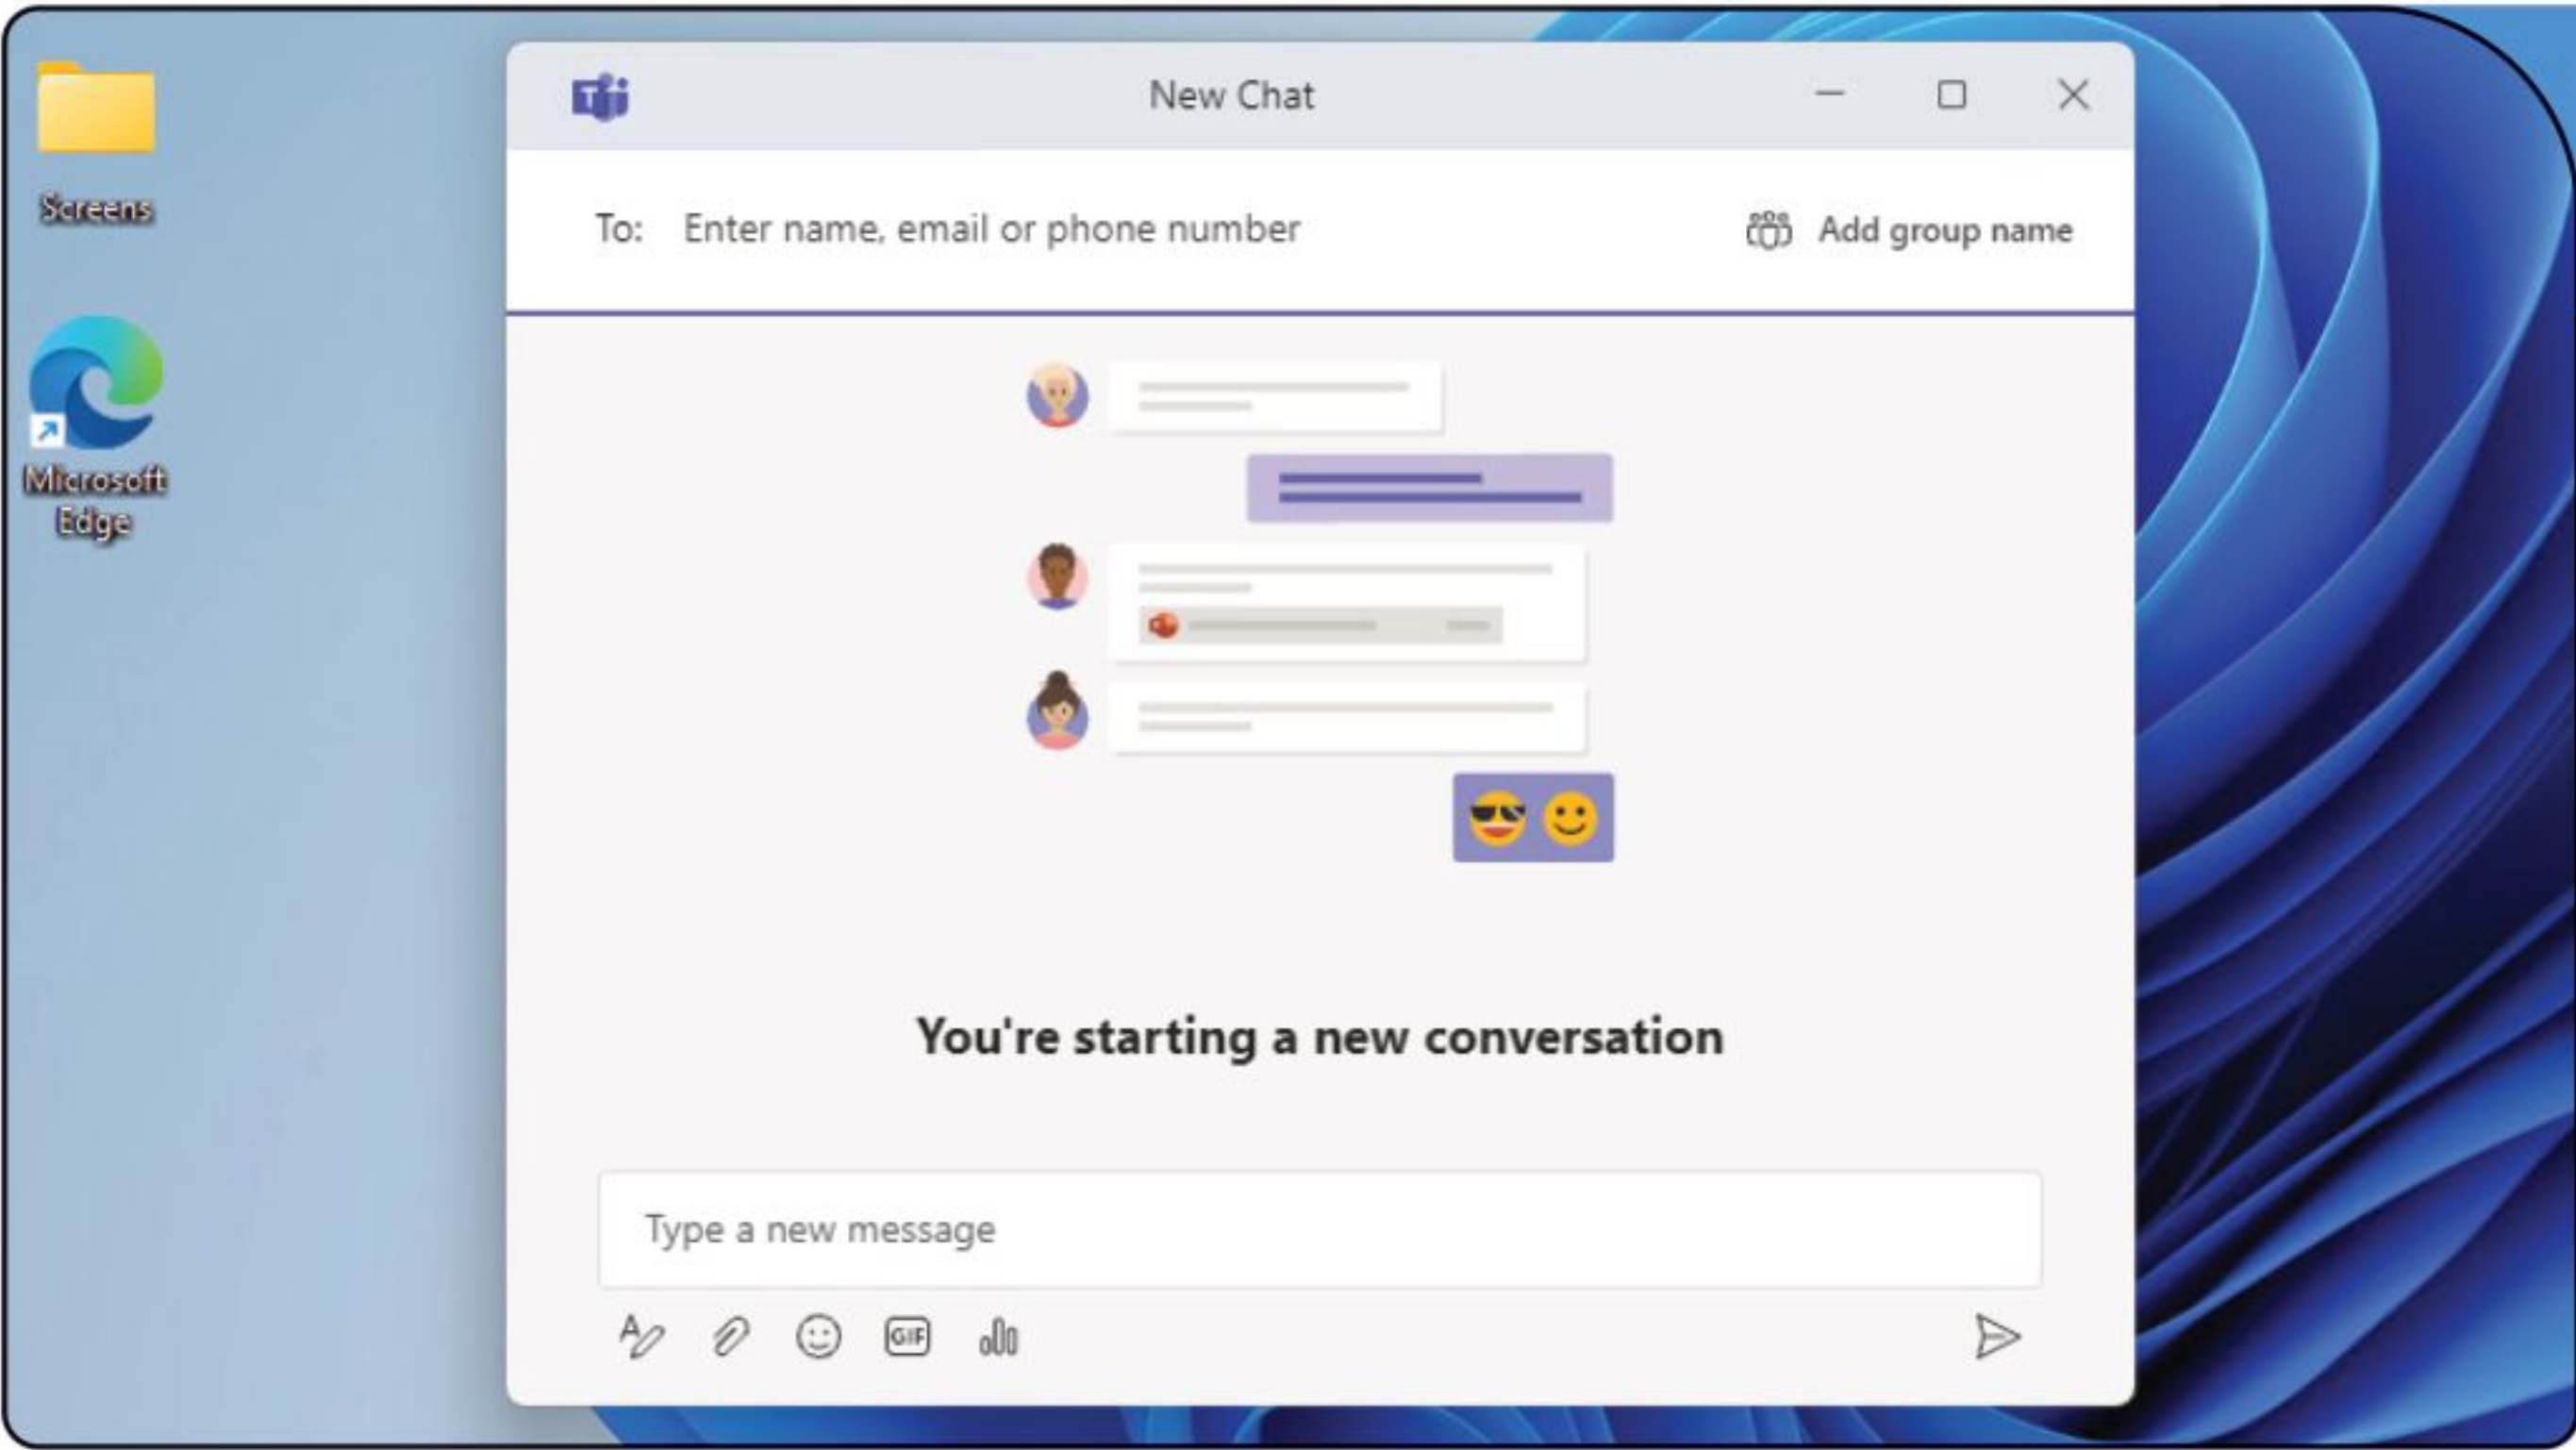 Screens
Microsoft
Edge
T
New Chat
To: Enter name, email or phone number
Add group name
You're starting a new conversation
Type a new message
A
GIF